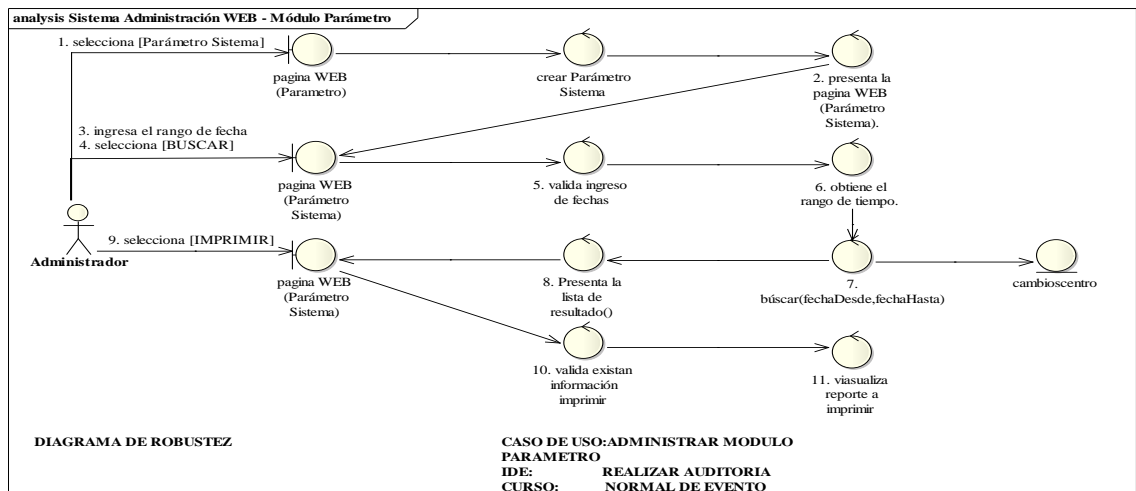 analysis Sistema Administración WEB - Módulo Parámetro
1. selecciona [Parámetro Sistema]
pagina WEB
(Parametro)
crear Parámetro
Sistema
2. presenta la
pagina WEB
(Parámetro
Sistema).
3. ingresa el rango de fecha
4. selecciona [BUSCAR]
pagina WEB
(Parámetro
Sistema)
5. valida ingreso
de fechas
6. obtiene el
rango de tiempo.
Administrador
9. selecciona [IMPRIMIR]
pagina WEB
(Parámetro
Sistema)
8. Presenta la
lista de
resultado()
7.
búscar(fechaDesde,fechaHasta)
cambioscentro
10. valida existan
información
imprimir
11. viasualiza
reporte a
imprimir
DIAGRAMA DE ROBUSTEZ
CASO DE USO:ADMINISTRAR MODULO
PARAMETRO
IDE: REALIZAR AUDITORIA
CURSO: NORMAL DE EVENTO